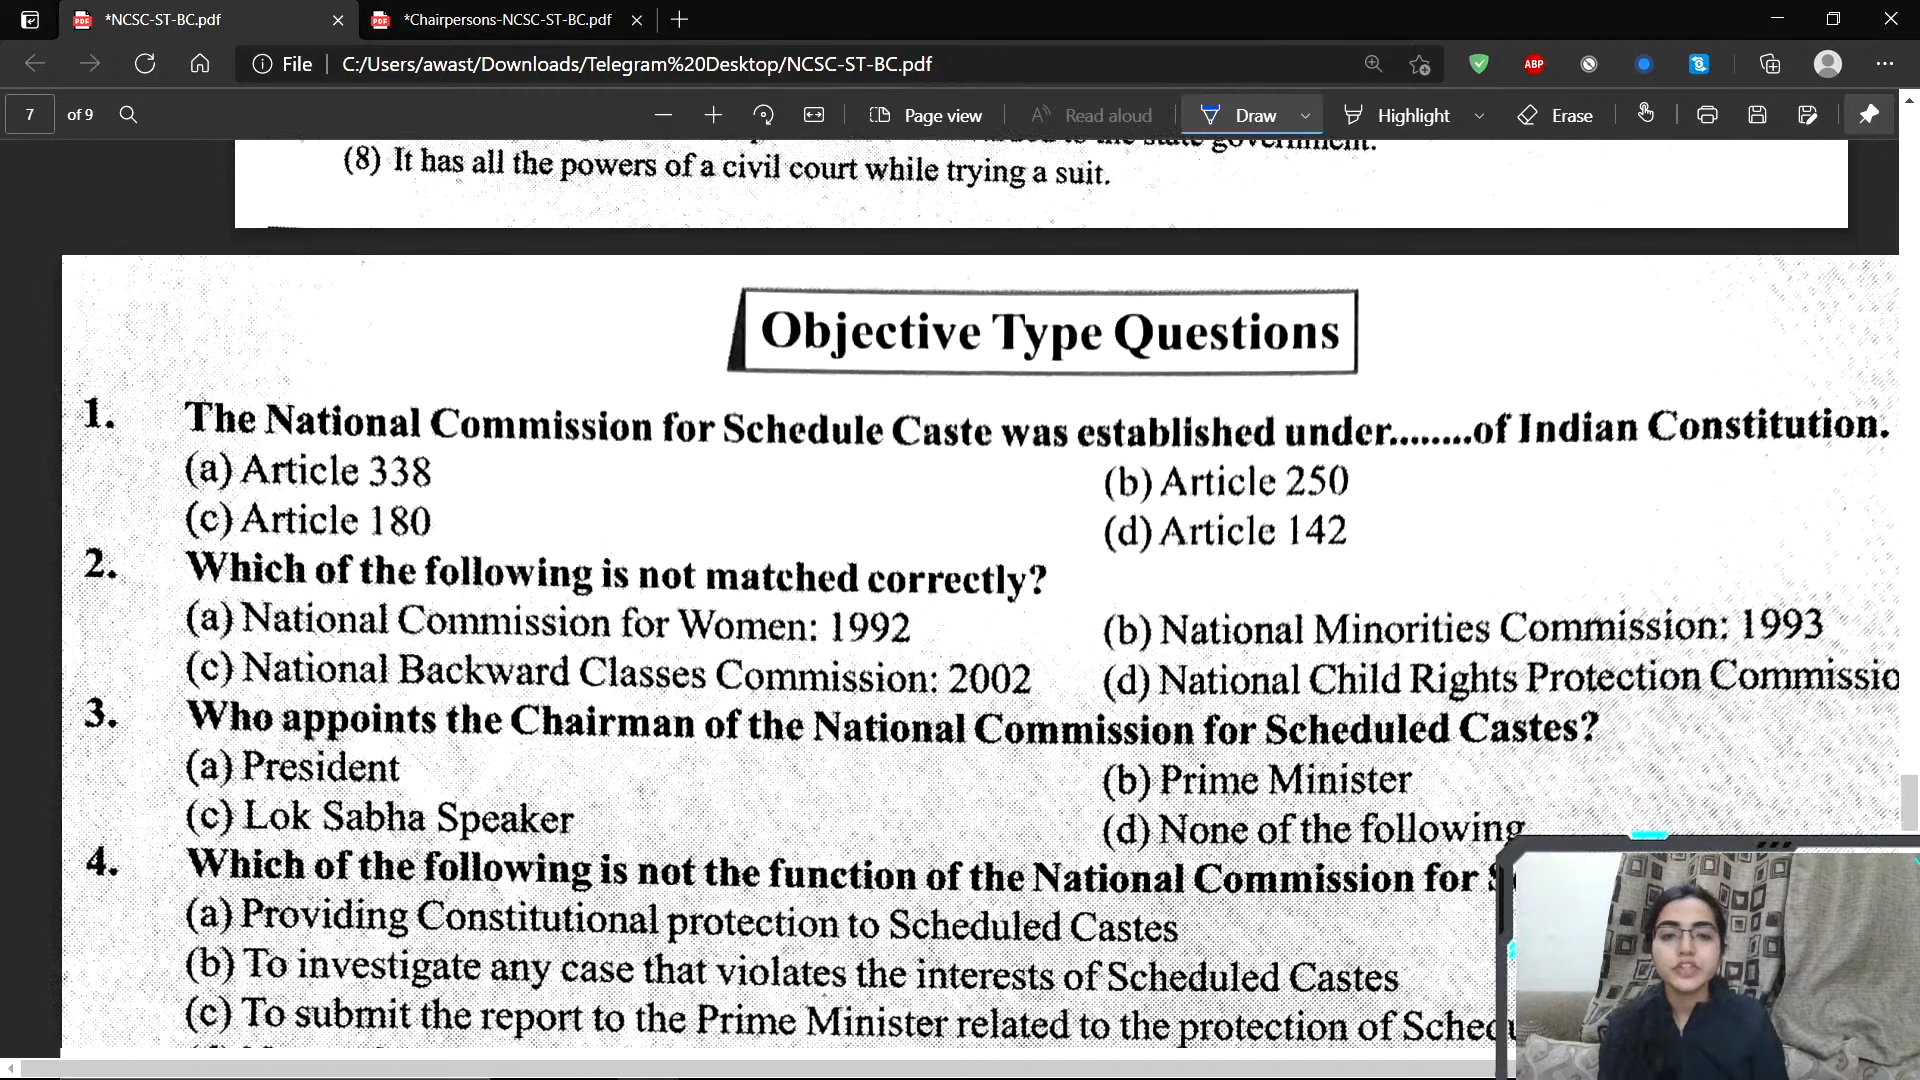 *NCSC-ST-BC.pdf
*Chairpersons-NCSC-ST-BC.pdf
File C:/Users/awast/Downloads/Telegram%20Desktop/NCSC-ST-BC.pdf
ABP
7 of 9 Page view Read aloud Draw Highlight Erase
the state government.
(8) It has all the powers of a civil court while trying a suit.
Objective Type Questions
1. The National Commission for Schedule Caste was established under........of Indian Constitution.
(a) Article 338 (b) Article 250
(c) Article 180 (d) Article 142
2. Which of the following is not matched correctly?
(a) National Commission for Women: 1992 (b) National Minorities Commission: 1993
(c) National Backward Classes Commission: 2002 (d) National Child Rights Protection Commissio
3. Who appoints the Chairman of the National Commission for Scheduled Castes?
(a) President (b) Prime Minister
(c) Lok Sabha Speaker (d) None of the following
4. Which of the following is not the function of the National Commission for
(a) Providing Constitutional protection to Scheduled Castes
(b) To investigate any case that violates the interests of Scheduled Castes
(c) To submit the report to the Prime Minister related to the protection of Sched